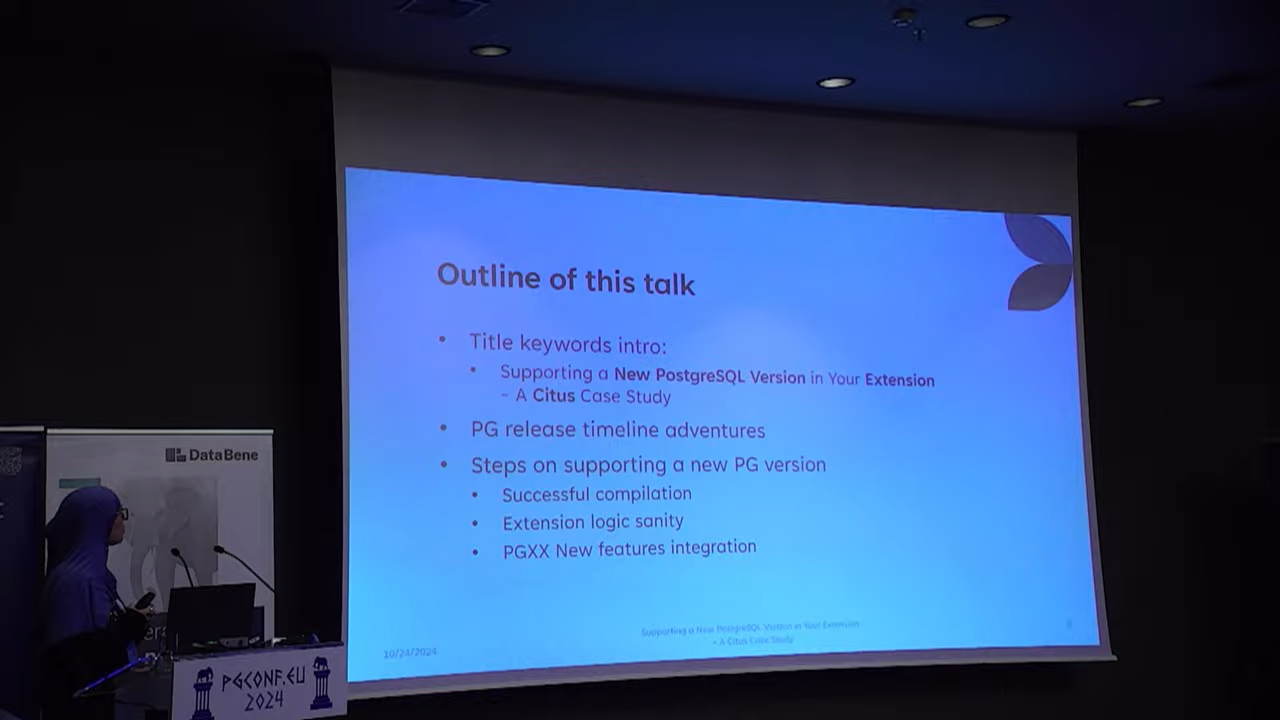 Outline of this talk
• Title keywords intro:
• Supporting a New PostgreSQL Version in Your Extension
- A Citus Case Study
• PG release timeline adventures
• Steps on supporting a new PG version
• Successful compilation
• Extension logic sanity
• PGXX New features integration
10/24/2024
Supporting a New PostgreSQL Version in Your Extension
- A Citus Case Study
DataBene
PGCONF.EU
2024